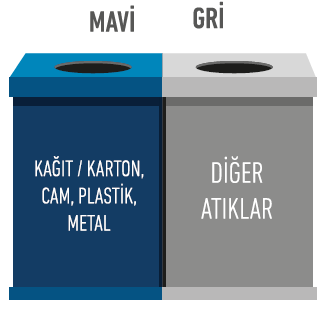 MAVİ
GRİ
KAĞIT / KARTON,
CAM, PLASTİK,
METAL
DİĞER
ATIKLAR